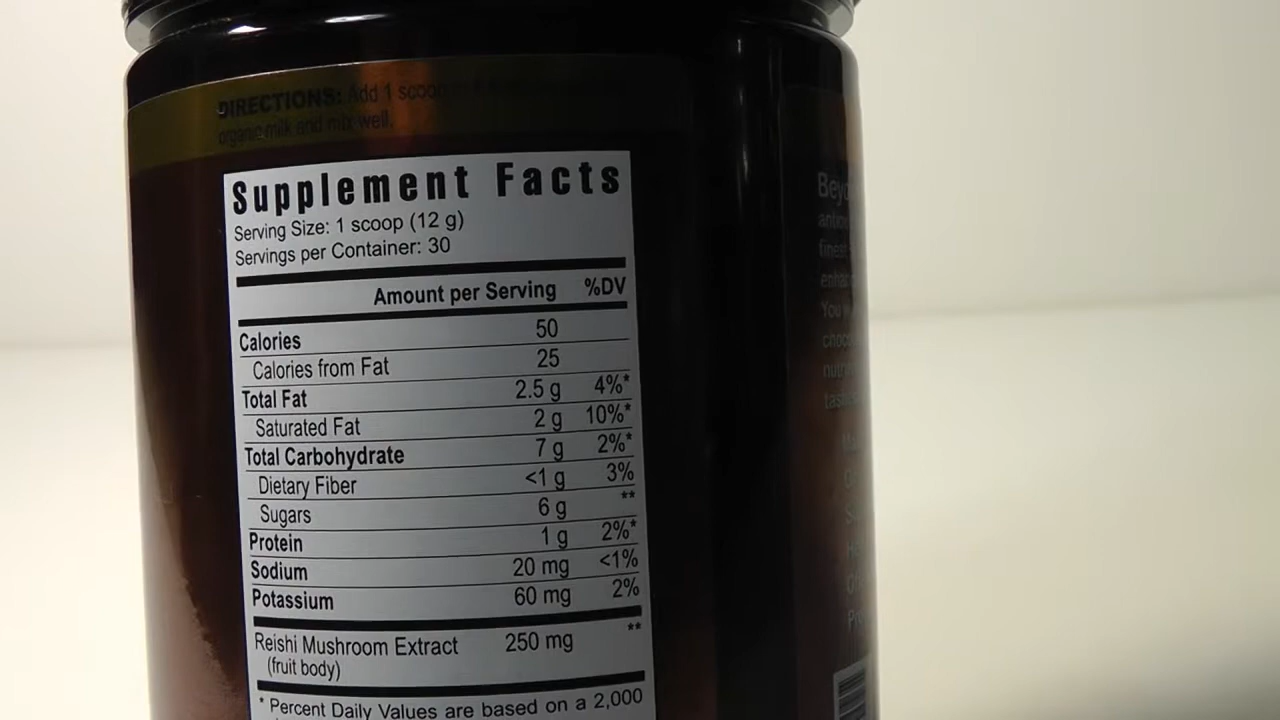 DIRECTIONS: Add 1 scoop
organic milk and mix well.
Supplement Facts
Serving Size: 1 scoop (12 g)
Servings per Container: 30
Amount per Serving %DV
Calories 50
Calories from Fat 25
Total Fat 2.5 g 4%*
Saturated Fat 2 g 10%*
Total Carbohydrate 7 g 2%*
Dietary Fiber <1 g 3%
Sugars 6 g **
Protein 1 g 2%*
Sodium 20 mg <1%
Potassium 60 mg 2%
Reishi Mushroom Extract 250 mg **
(fruit body)
* Percent Daily Values are based on a 2,000
You